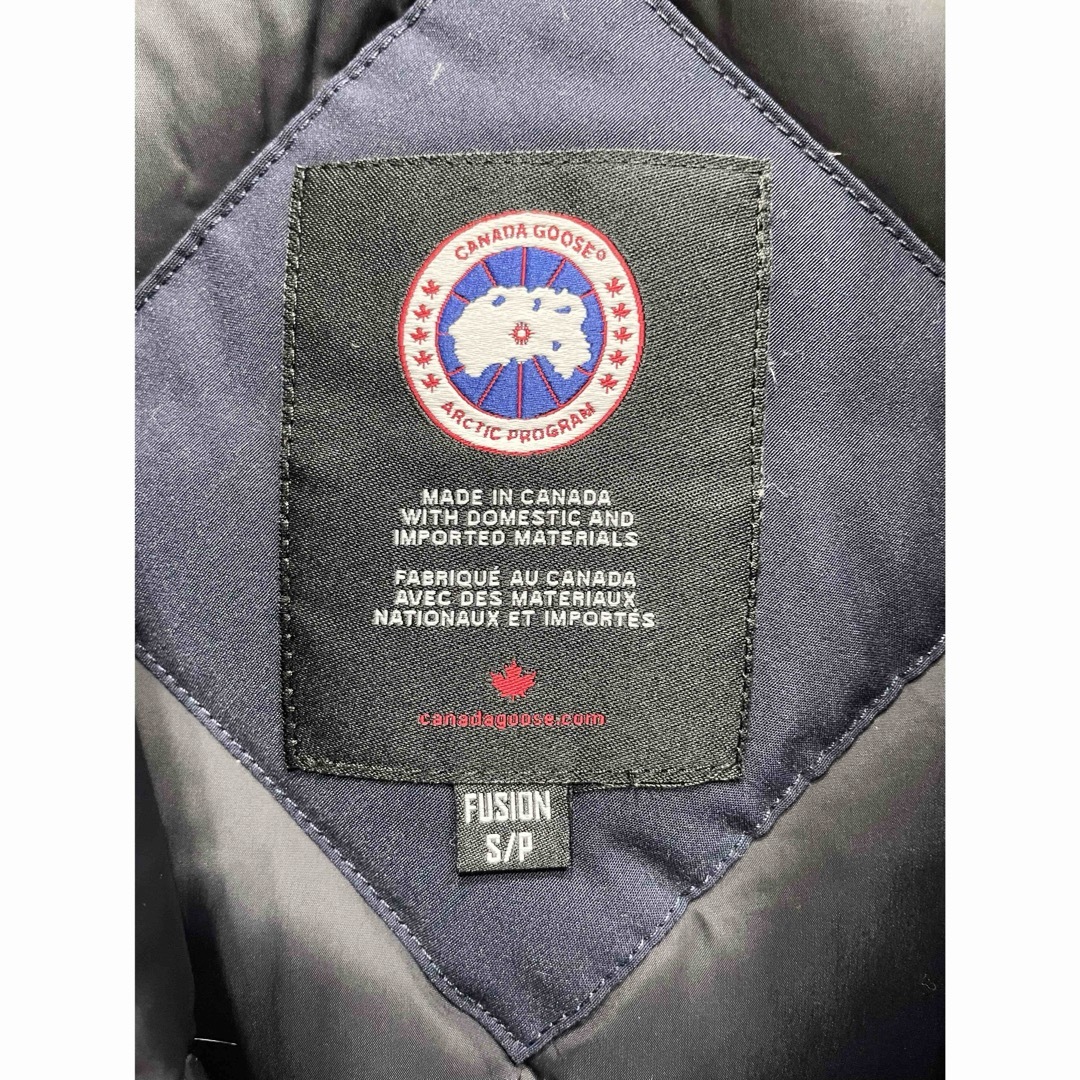 CANADA GOOSE®
ARCTIC PROGRAM
MADE IN CANADA
WITH DOMESTIC AND
IMPORTED MATERIALS
FABRIQUÉ AU CANADA
AVEC DES MATERIAUX
NATIONAUX ET IMPORTÉS
canadagoose.com
FUSION
S/P